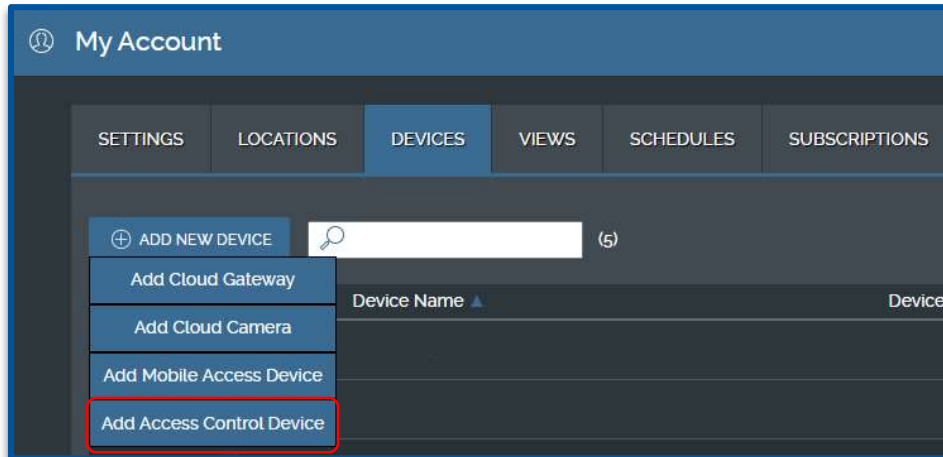 My Account
SETTINGS LOCATIONS DEVICES VIEWS SCHEDULES SUBSCRIPTIONS
ADD NEW DEVICE (5)
Add Cloud Gateway
Device Name Device
Add Cloud Camera
Add Mobile Access Device
Add Access Control Device